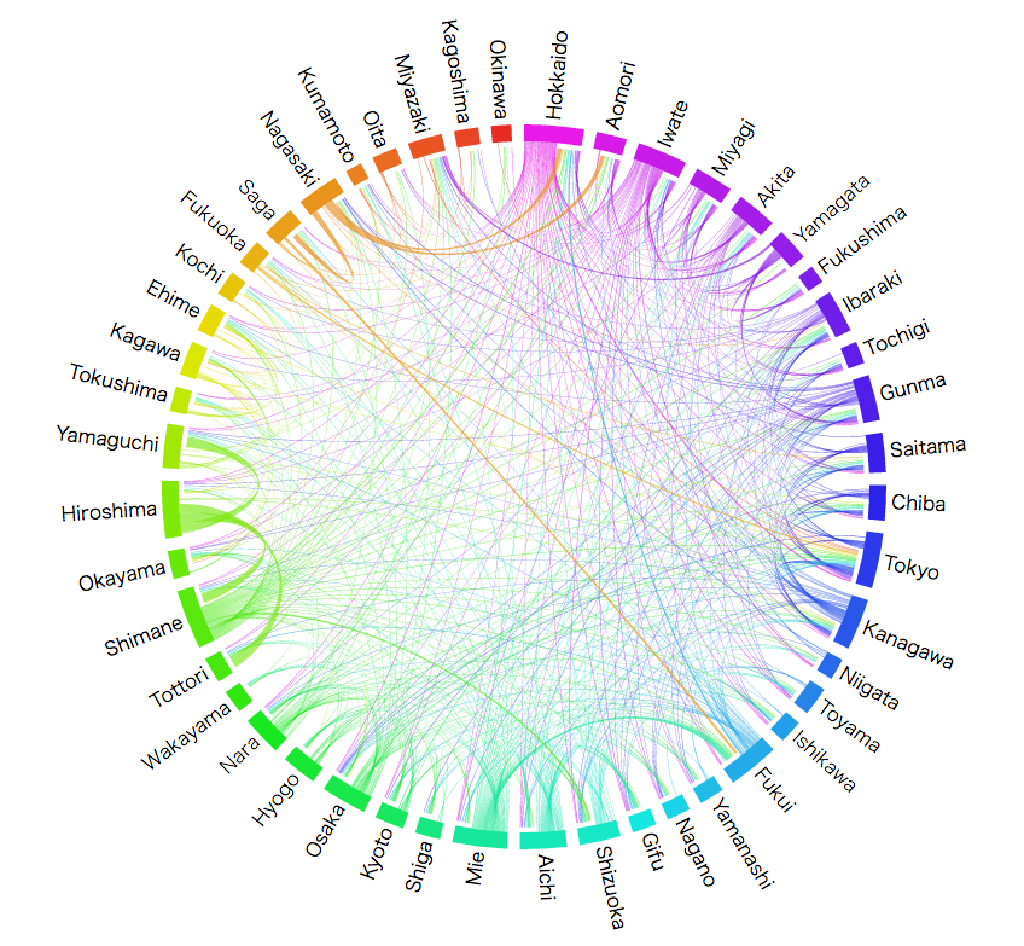 Hokkaido
Aomori
Iwate
Miyagi
Akita
Yamagata
Fukushima
Ibaraki
Tochigi
Gunma
Saitama
Chiba
Tokyo
Kanagawa
Niigata
Toyama
Ishikawa
Fukui
Yamanashi
Nagano
Gifu
Shizuoka
Aichi
Mie
Shiga
Kyoto
Osaka
Hyogo
Nara
Wakayama
Tottori
Shimane
Okayama
Hiroshima
Yamaguchi
Tokushima
Kagawa
Ehime
Kochi
Fukuoka
Saga
Nagasaki
Kumamoto
Oita
Miyazaki
Kagoshima
Okinawa